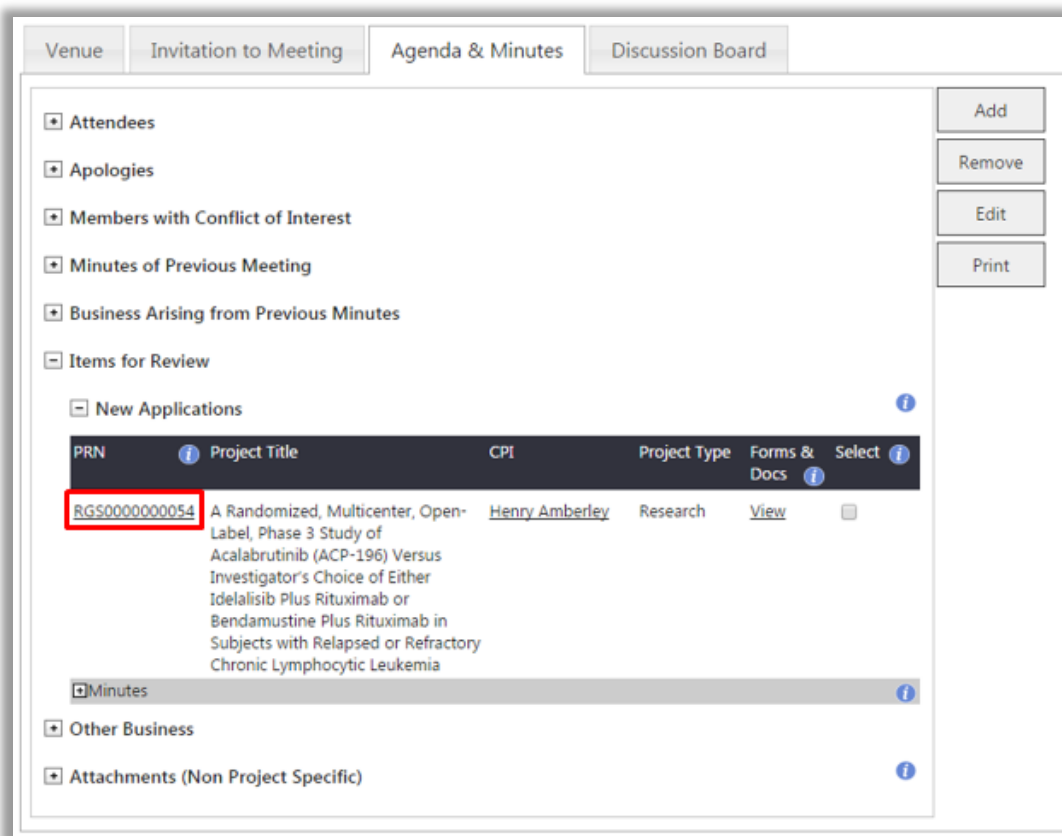 Venue Invitation to Meeting Agenda & Minutes Discussion Board
Add
Remove
Edit
Print
Attendees
Apologies
Members with Conflict of Interest
Minutes of Previous Meeting
Business Arising from Previous Minutes
Items for Review
New Applications
PRN Project Title CPI Project Type Forms & Select
Docs
RGS0000000054 A Randomized, Multicenter, Open- Henry Amberley Research View
Label, Phase 3 Study of
Acalabrutinib (ACP-196) Versus
Investigator's Choice of Either
Idelalisib Plus Rituximab or
Bendamustine Plus Rituximab in
Subjects with Relapsed or Refractory
Chronic Lymphocytic Leukemia
Minutes
Other Business
Attachments (Non Project Specific)